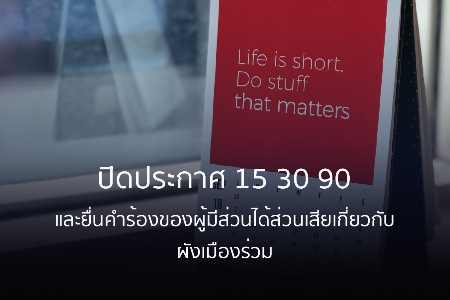 Life is short.
Do stuff
that matters
ปิดประกาศ 15 30 90
และยื่นคำร้องของผู้มีส่วนได้ส่วนเสียเกี่ยวกับ
ผังเมืองร่วม